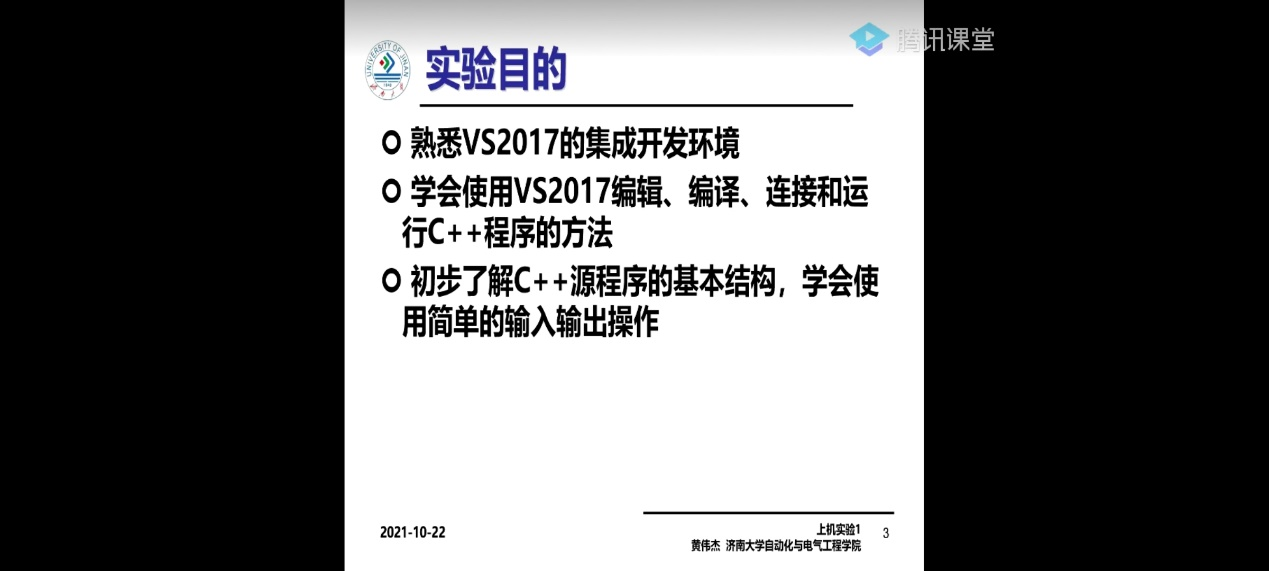 腾讯课堂
UNIVERSITY OF JINAN
实验目的
熟悉VS2017的集成开发环境
学会使用VS2017编辑、编译、连接和运
行C++程序的方法
初步了解C++源程序的基本结构，学会使
用简单的输入输出操作
2021-10-22
上机实验1
黄伟杰 济南大学自动化与电气工程学院
3